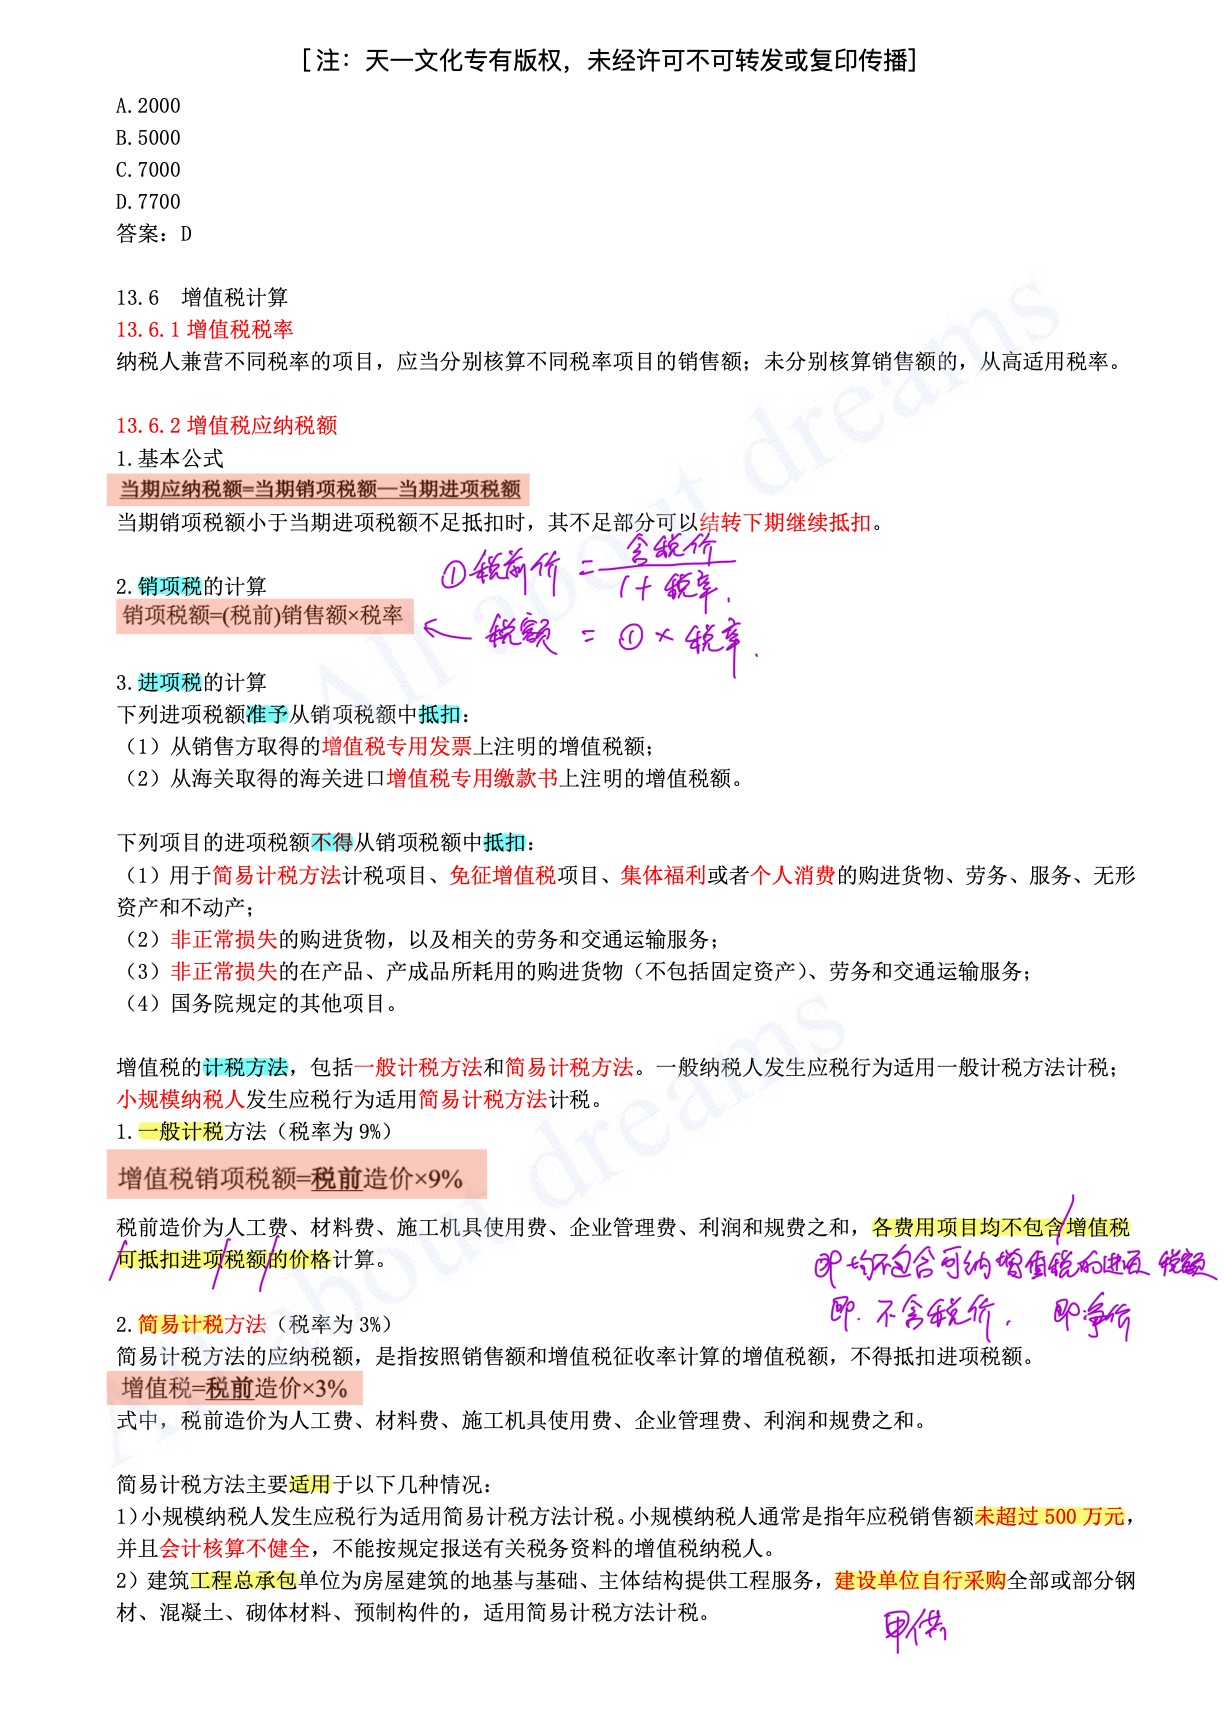 [注：天一文化专有版权，未经许可不可转发或复印传播]
A.2000
B.5000
C.7000
D.7700
答案：D
13.6 增值税计算
13.6.1 增值税税率
纳税人兼营不同税率的项目，应当分别核算不同税率项目的销售额；未分别核算销售额的，从高适用税率。
13.6.2 增值税应纳税额
1.基本公式
当期应纳税额=当期销项税额—当期进项税额
当期销项税额小于当期进项税额不足抵扣时，其不足部分可以结转下期继续抵扣。
①税前价 = 含税价
1+税率.
2.销项税的计算
销项税额=(税前)销售额×税率
← 税额 = ①×税率.
3.进项税的计算
下列进项税额准予从销项税额中抵扣：
（1）从销售方取得的增值税专用发票上注明的增值税额；
（2）从海关取得的海关进口增值税专用缴款书上注明的增值税额。
下列项目的进项税额不得从销项税额中抵扣：
（1）用于简易计税方法计税项目、免征增值税项目、集体福利或者个人消费的购进货物、劳务、服务、无形
资产和不动产；
（2）非正常损失的购进货物，以及相关的劳务和交通运输服务；
（3）非正常损失的在产品、产成品所耗用的购进货物（不包括固定资产）、劳务和交通运输服务；
（4）国务院规定的其他项目。
增值税的计税方法，包括一般计税方法和简易计税方法。一般纳税人发生应税行为适用一般计税方法计税；
小规模纳税人发生应税行为适用简易计税方法计税。
1.一般计税方法（税率为 9%）
增值税销项税额=税前造价×9%
税前造价为人工费、材料费、施工机具使用费、企业管理费、利润和规费之和，各费用项目均不包含增值税
可抵扣进项税额的价格计算。
即均不包含可纳增值税的进项税额
即.不含税价. 即净价
2.简易计税方法（税率为 3%）
简易计税方法的应纳税额，是指按照销售额和增值税征收率计算的增值税额，不得抵扣进项税额。
增值税=税前造价×3%
式中，税前造价为人工费、材料费、施工机具使用费、企业管理费、利润和规费之和。
简易计税方法主要适用于以下几种情况：
1）小规模纳税人发生应税行为适用简易计税方法计税。小规模纳税人通常是指年应税销售额未超过 500 万元，
并且会计核算不健全，不能按规定报送有关税务资料的增值税纳税人。
2）建筑工程总承包单位为房屋建筑的地基与基础、主体结构提供工程服务，建设单位自行采购全部或部分钢
材、混凝土、砌体材料、预制构件的，适用简易计税方法计税。
甲供
All about dreams
All about dreams